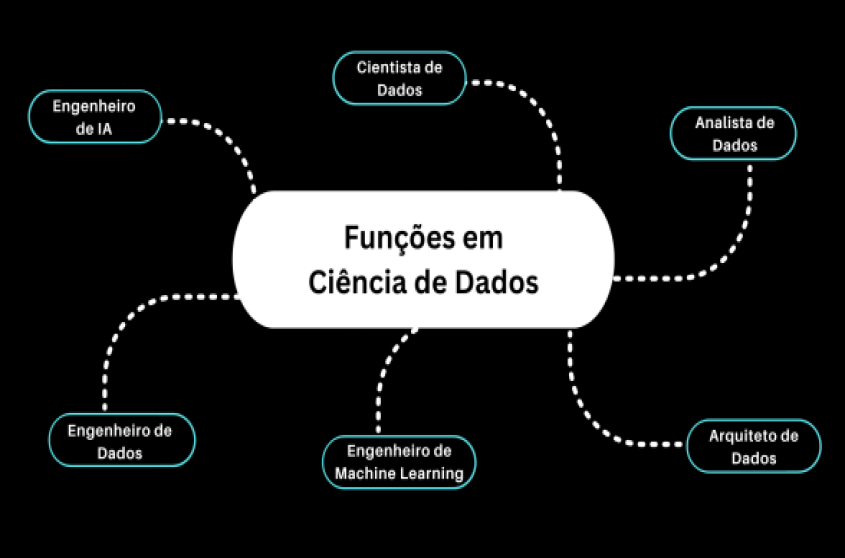 Cientista de
Dados
Engenheiro
de IA
Analista de
Dados
Funções em
Ciência de Dados
Engenheiro de
Dados
Engenheiro de
Machine Learning
Arquiteto de
Dados